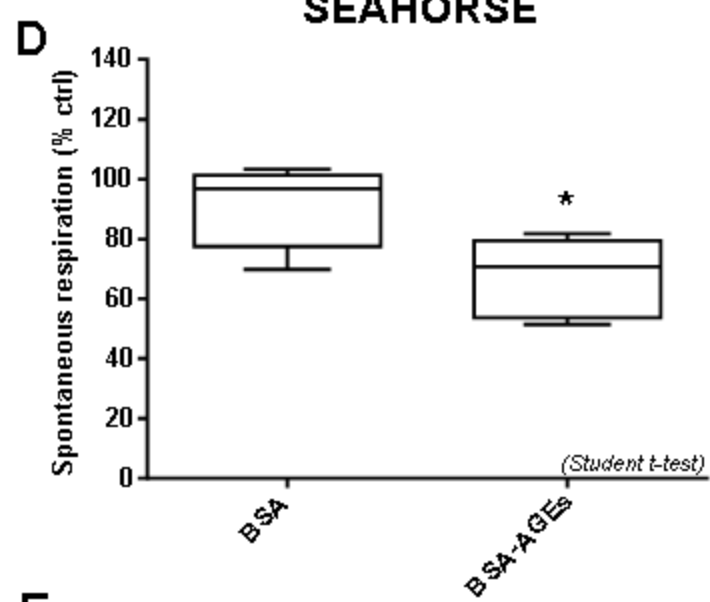 SEAHORSE
D
Spontaneous respiration (% ctrl)
140
120
100
80
60
40
20
0
*
(Student t-test)
BSA
BSA-AGEs